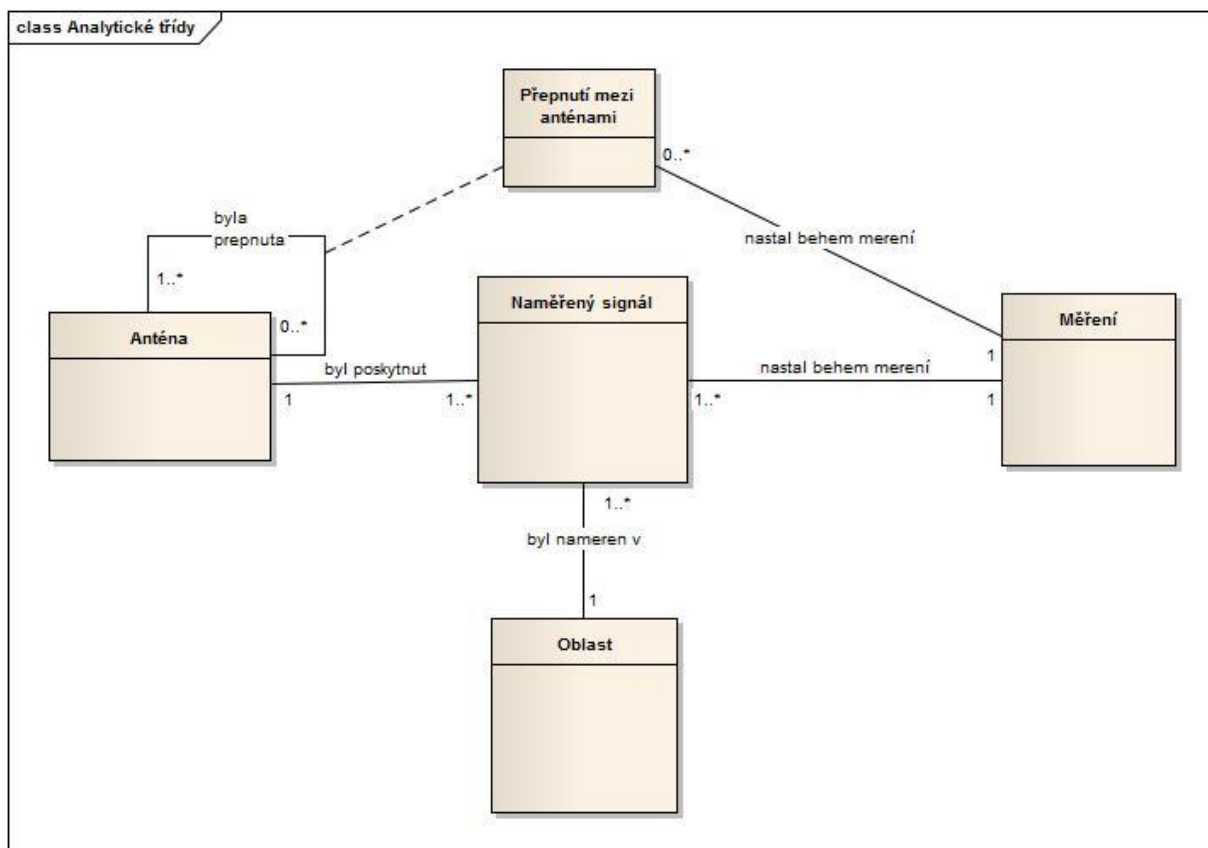 class Analytické třídy
Přepnutí mezi
anténami
0..*
byla
prepnuta
nastal behem merení
1..*
0..*
Anténa
Naměřený signál
Měření
byl poskytnut
nastal behem merení
1
1
1..*
1..*
1
1..*
byl nameren v
1
Oblast